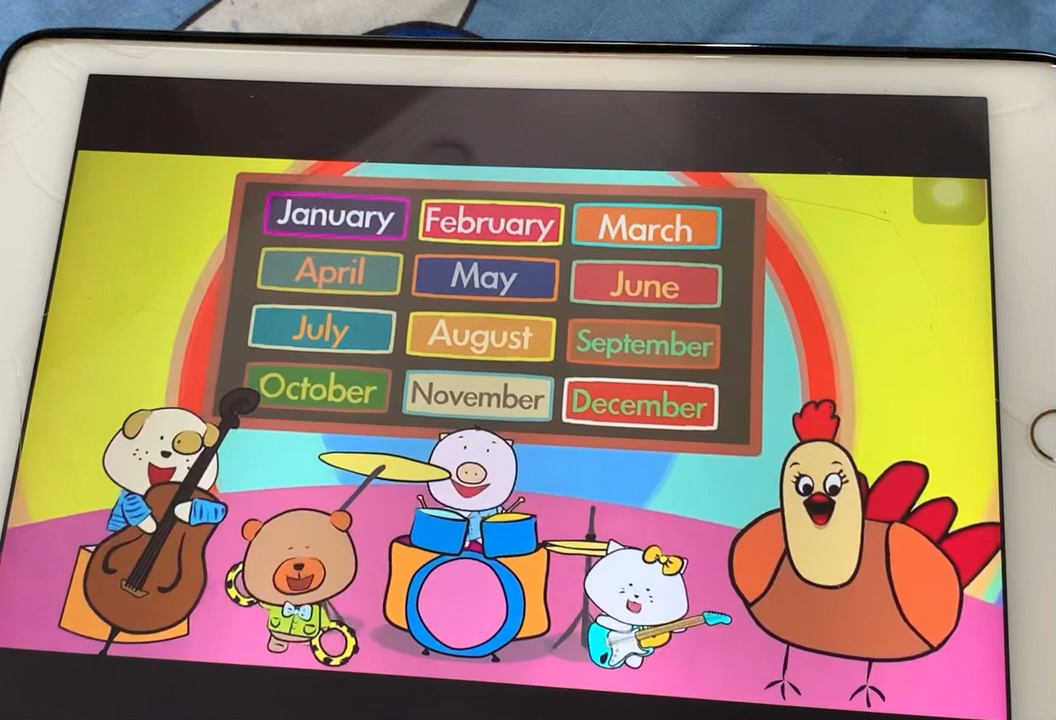 January February March
April May June
July August September
October November December